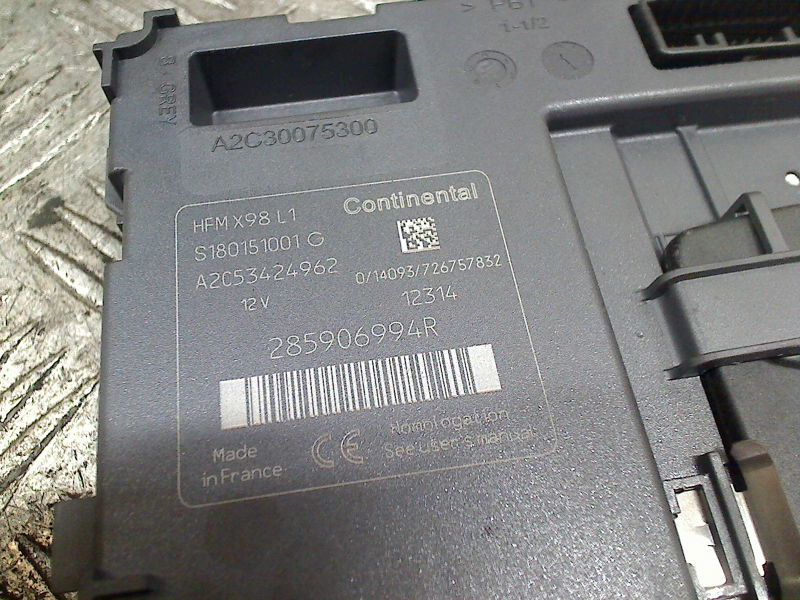 B. GREY
A2C30075300
HFM X98 L1
Continental
S180151001 G
A2C53424962
0/14093/726757832
12V
12314
285906994R
Made
in France
CE
Homologation
See user's manual